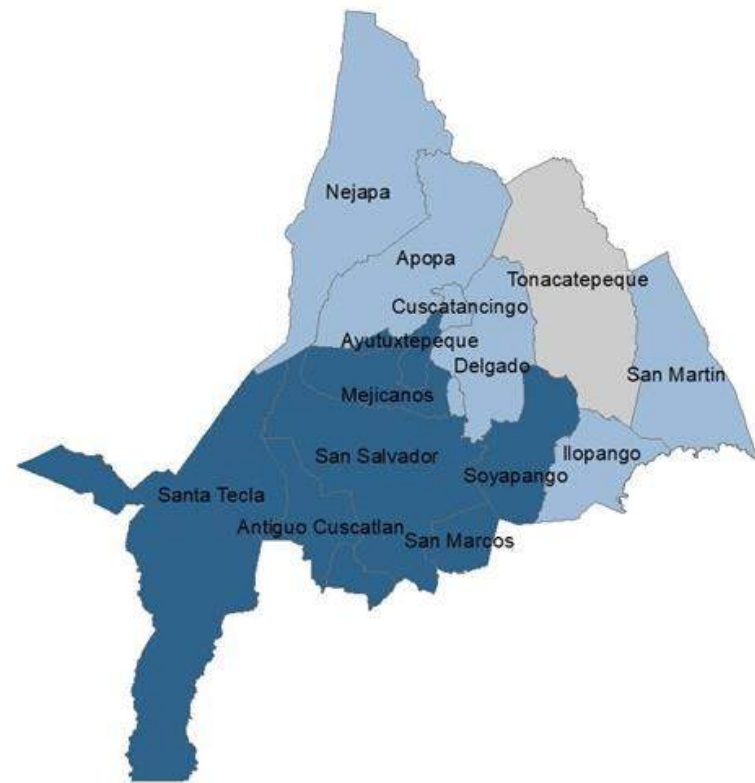 Nejapa
Apopa
Tonacatepeque
Cuscatancingo
Ayutuxtepeque
Delgado
San Martin
Mejicanos
San Salvador
Ilopango
Soyapango
Santa Tecla
Antiguo Cuscatlan
San Marcos